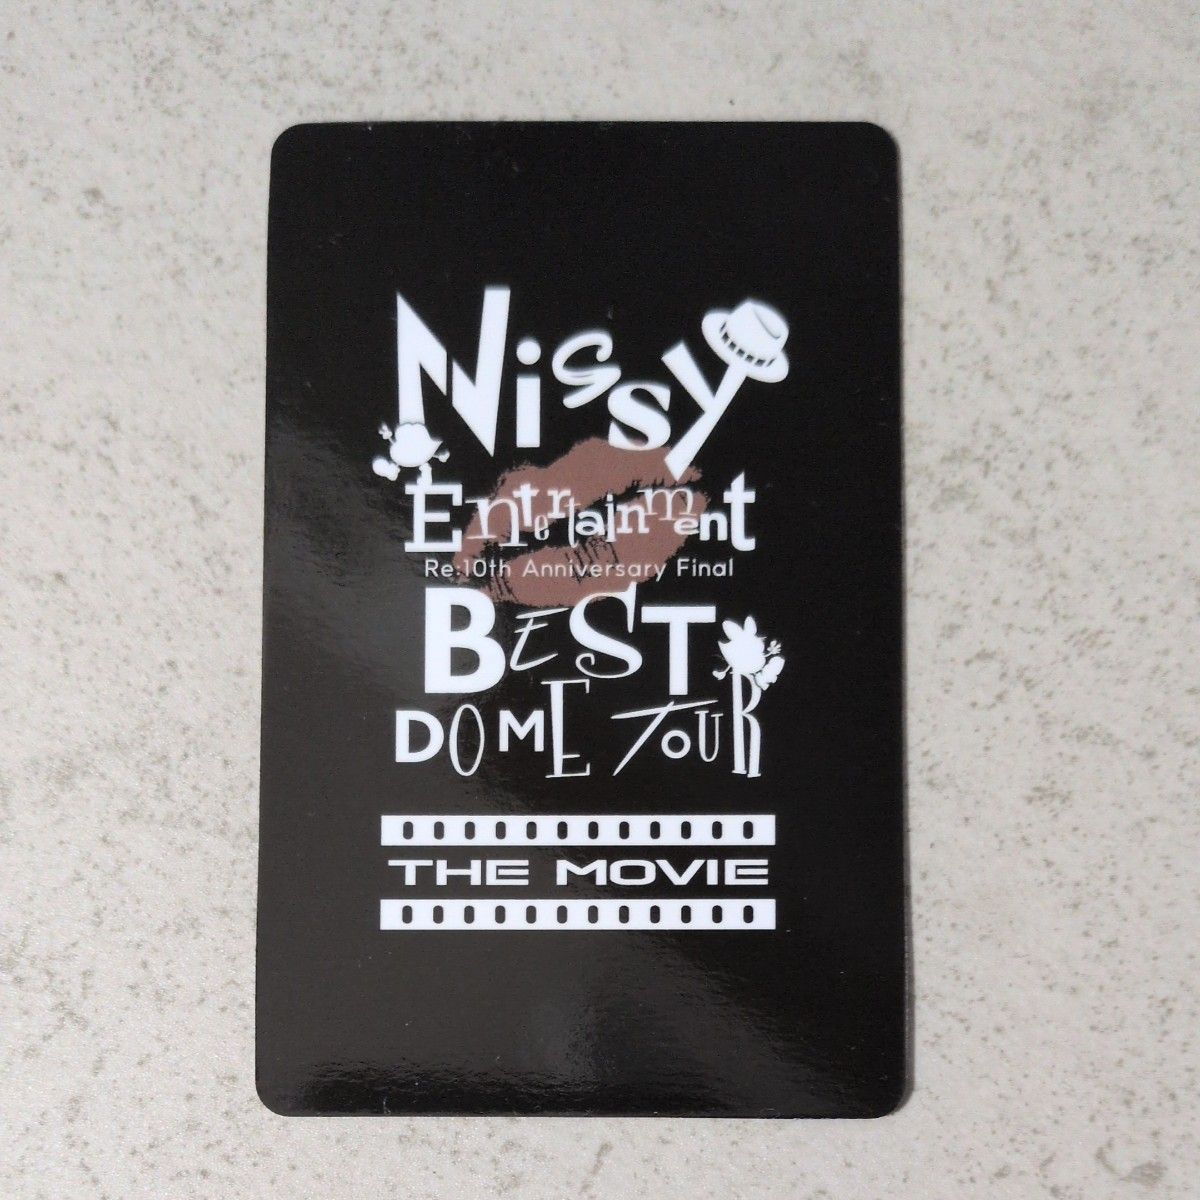 Nissy
Entertainment
Re:10th Anniversary Final
BEST
DOME TOUR
THE MOVIE